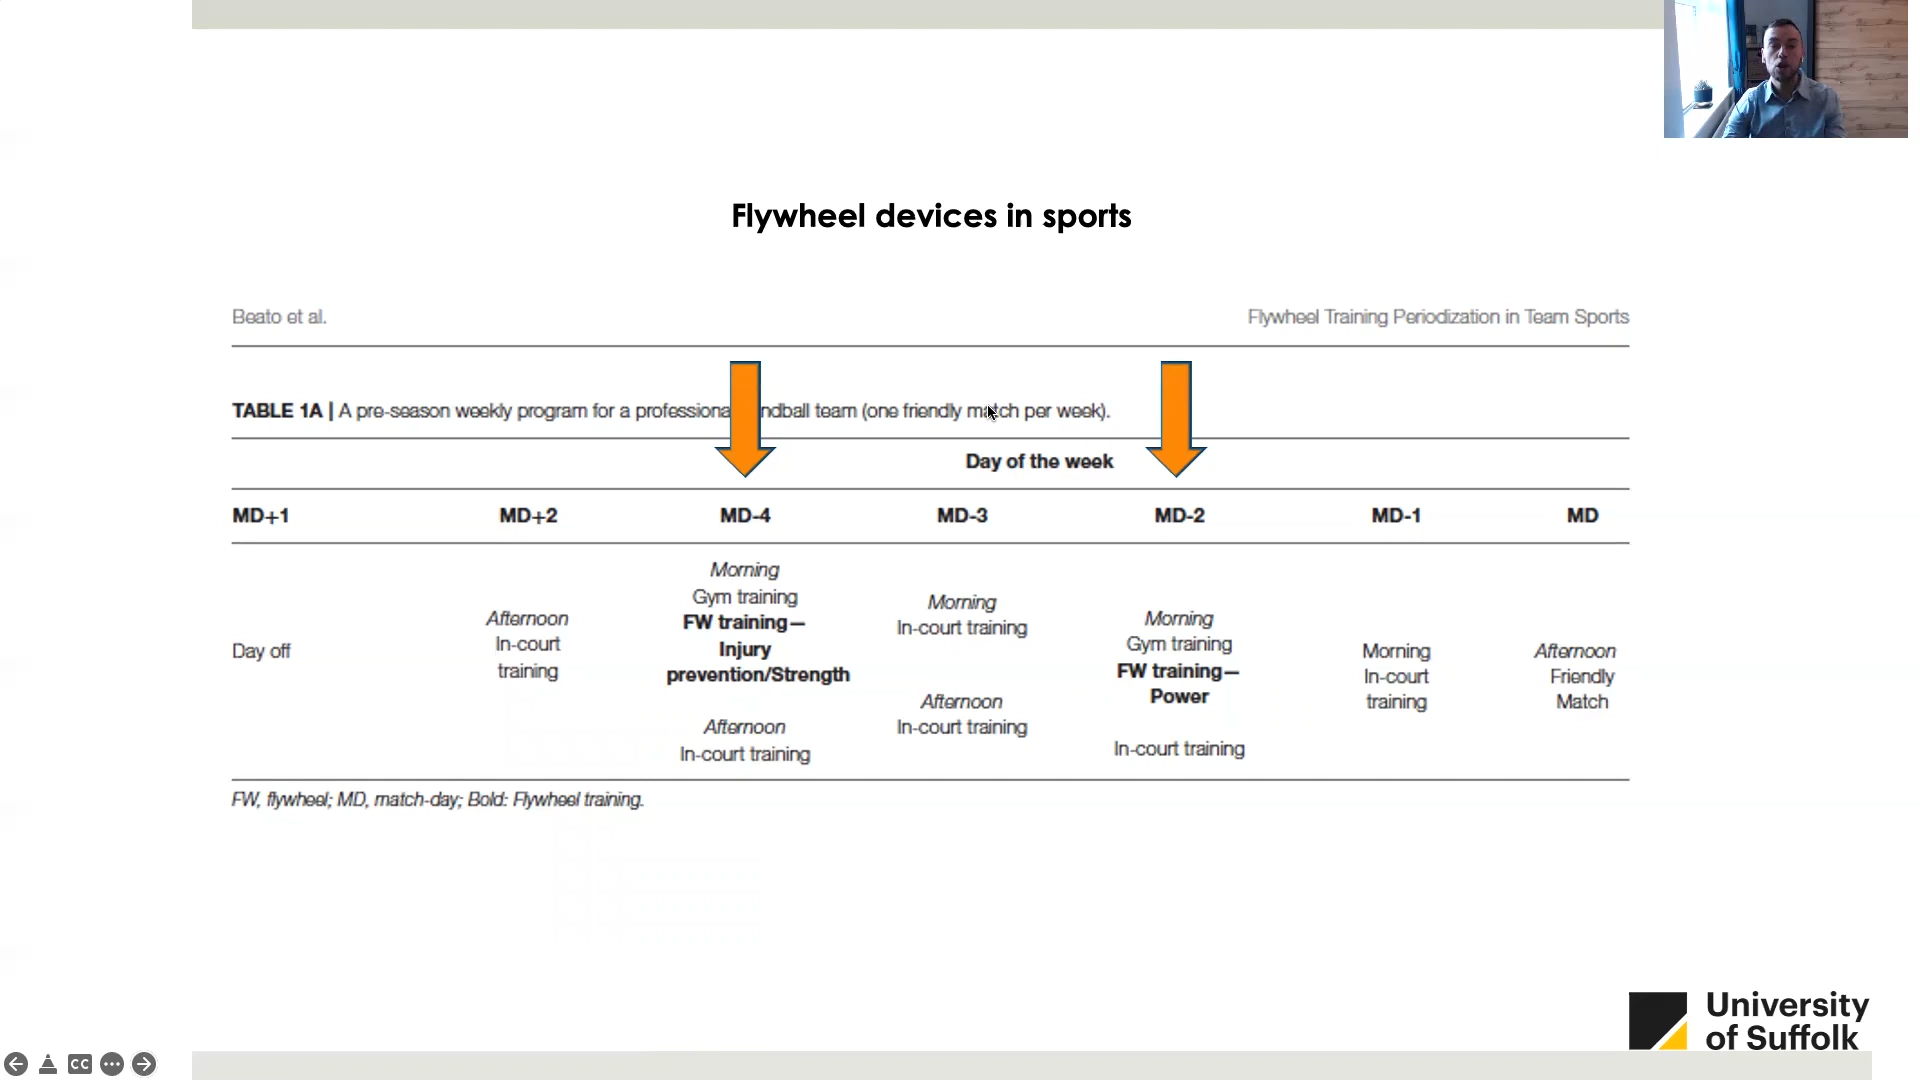 Flywheel devices in sports
Beato et al.
Flywheel Training Periodization in Team Sports
TABLE 1A | A pre-season weekly program for a professiona ndball team (one friendly match per week).
Day of the week
MD+1 MD+2 MD-4 MD-3 MD-2 MD-1 MD
Day off
Afternoon
In-court
training
Morning
Gym training
FW training—
Injury
prevention/Strength
Afternoon
In-court training
Morning
In-court training
Afternoon
In-court training
Morning
Gym training
FW training—
Power
In-court training
Morning
In-court
training
Afternoon
Friendly
Match
FW, flywheel; MD, match-day; Bold: Flywheel training.
University
of Suffolk
CC